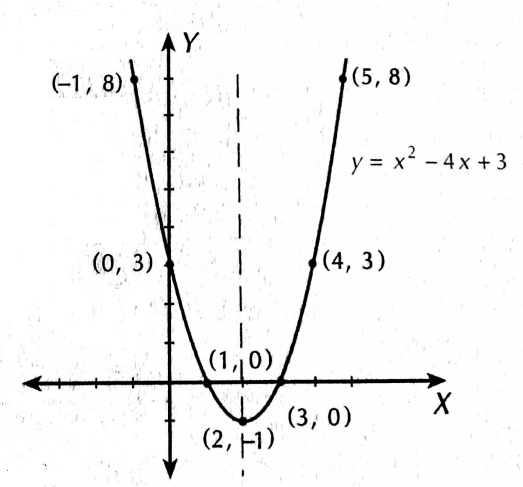 Y
(–1, 8)
(5, 8)
y = x² – 4x + 3
(0, 3)
(4, 3)
(1, 0)
X
(3, 0)
(2, –1)